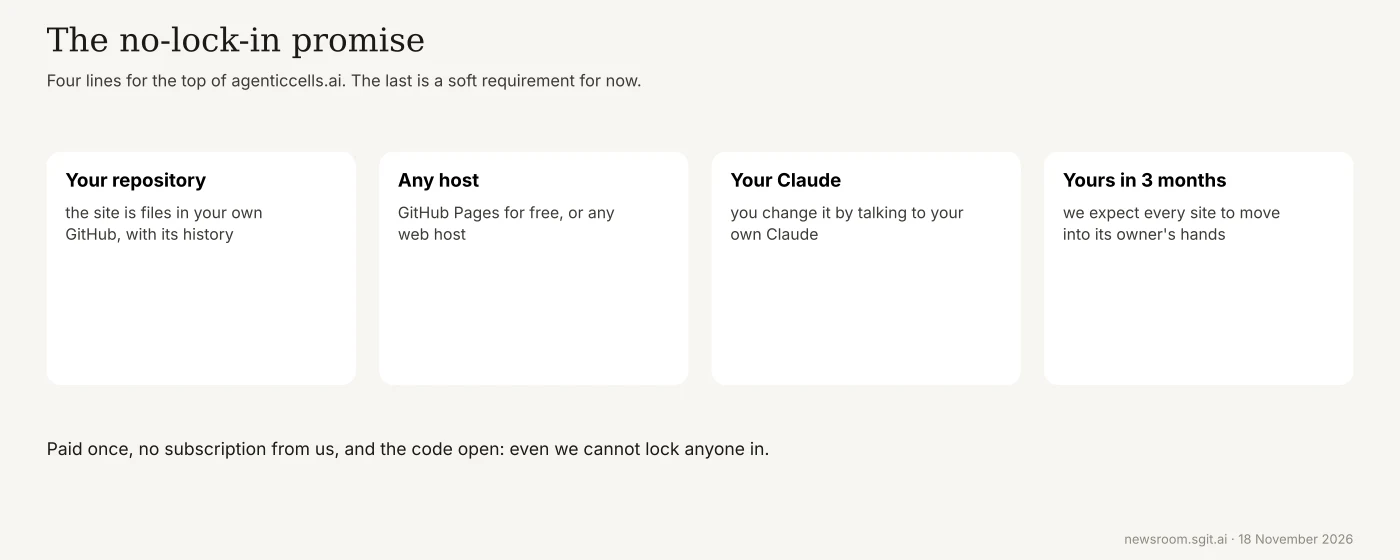 The no-lock-in promise
Four lines for the top of agenticcells.ai. The last is a soft requirement for now.
Your repository
the site is files in your own
GitHub, with its history
Any host
GitHub Pages for free, or any
web host
Your Claude
you change it by talking to your
own Claude
Yours in 3 months
we expect every site to move
into its owner's hands
Paid once, no subscription from us, and the code open: even we cannot lock anyone in.
newsroom.sgit.ai · 18 November 2026